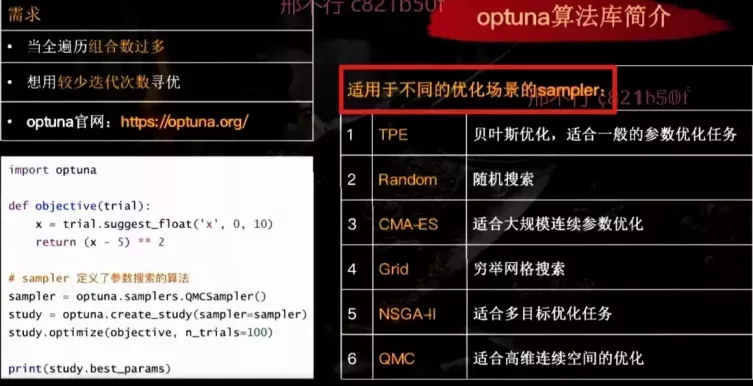 需求
• 当全遍历组合数过多
• 想用较少迭代次数寻优
• optuna官网：https://optuna.org/
import optuna
def objective(trial):
x = trial.suggest_float('x', 0, 10)
return (x - 5) ** 2
# sampler 定义了参数搜索的算法
sampler = optuna.samplers.QMCSampler()
study = optuna.create_study(sampler=sampler)
study.optimize(objective, n_trials=100)
print(study.best_params)
邢不行 c821b50f
optuna算法库简介
适用于不同的优化场景的sampler：
邢不行 c821b50f
1 TPE 贝叶斯优化，适合一般的参数优化任务
2 Random 随机搜索
3 CMA-ES 适合大规模连续参数优化
4 Grid 穷举网格搜索
5 NSGA-II 适合多目标优化任务
6 QMC 适合高维连续空间的优化